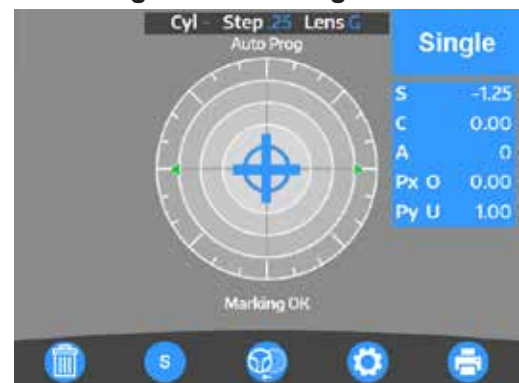 Cyl - Step .25 Lens G
Auto Prog
Single
S -1.25
C 0.00
A 0
Px O 0.00
Py U 1.00
Marking OK
S